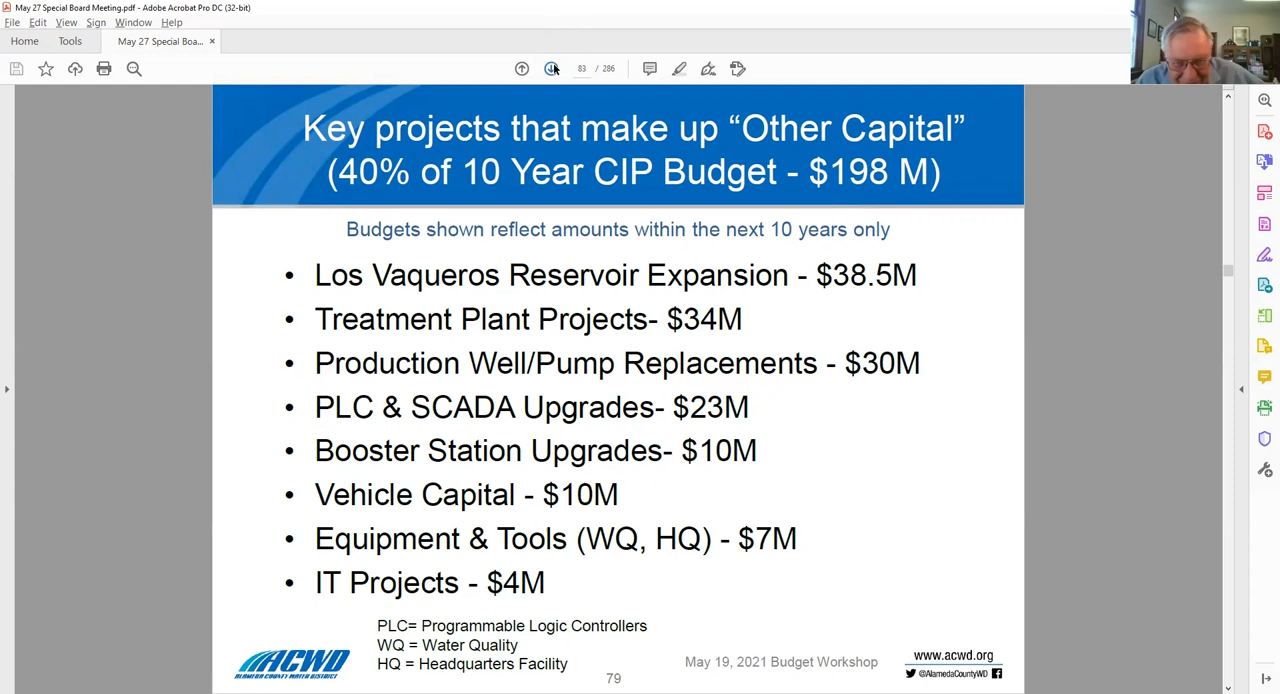 May 27 Special Board Meeting.pdf - Adobe Acrobat Pro DC (32-bit)
File Edit View Sign Window Help
Home Tools May 27 Special Boa... ×
83 / 286
Key projects that make up “Other Capital”
(40% of 10 Year CIP Budget - $198 M)
Budgets shown reflect amounts within the next 10 years only
• Los Vaqueros Reservoir Expansion - $38.5M
• Treatment Plant Projects- $34M
• Production Well/Pump Replacements - $30M
• PLC & SCADA Upgrades- $23M
• Booster Station Upgrades- $10M
• Vehicle Capital - $10M
• Equipment & Tools (WQ, HQ) - $7M
• IT Projects - $4M
PLC= Programmable Logic Controllers
WQ = Water Quality
HQ = Headquarters Facility
ACWD
ALAMEDA COUNTY WATER DISTRICT
79
May 19, 2021 Budget Workshop
www.acwd.org
@AlamedaCountyWD